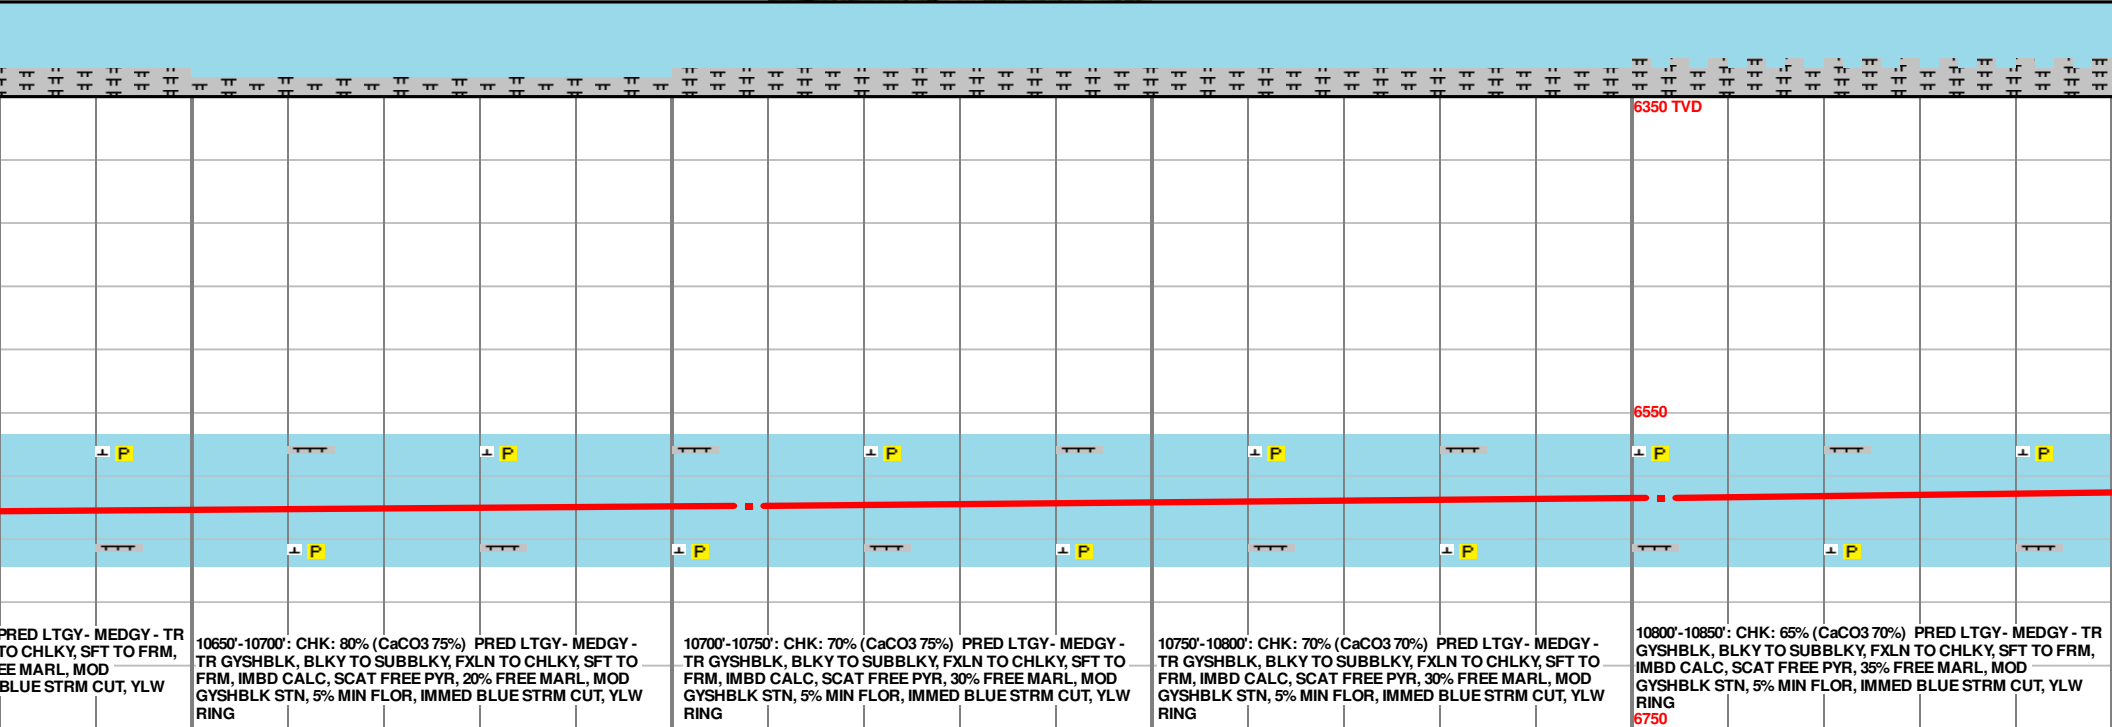 6350 TVD
6550
P P P P P P
P P P P P
PRED LTGY - MEDGY - TR
TO CHLKY, SFT TO FRM,
EE MARL, MOD
BLUE STRM CUT, YLW
10650'-10700': CHK: 80% (CaCO3 75%) PRED LTGY - MEDGY -
TR GYSHBLK, BLKY TO SUBBLKY, FXLN TO CHLKY, SFT TO
FRM, IMBD CALC, SCAT FREE PYR, 20% FREE MARL, MOD
GYSHBLK STN, 5% MIN FLOR, IMMED BLUE STRM CUT, YLW
RING
10700'-10750': CHK: 70% (CaCO3 75%) PRED LTGY - MEDGY -
TR GYSHBLK, BLKY TO SUBBLKY, FXLN TO CHLKY, SFT TO
FRM, IMBD CALC, SCAT FREE PYR, 30% FREE MARL, MOD
GYSHBLK STN, 5% MIN FLOR, IMMED BLUE STRM CUT, YLW
RING
10750'-10800': CHK: 70% (CaCO3 70%) PRED LTGY - MEDGY -
TR GYSHBLK, BLKY TO SUBBLKY, FXLN TO CHLKY, SFT TO
FRM, IMBD CALC, SCAT FREE PYR, 30% FREE MARL, MOD
GYSHBLK STN, 5% MIN FLOR, IMMED BLUE STRM CUT, YLW
RING
10800'-10850': CHK: 65% (CaCO3 70%) PRED LTGY - MEDGY - TR
GYSHBLK, BLKY TO SUBBLKY, FXLN TO CHLKY, SFT TO FRM,
IMBD CALC, SCAT FREE PYR, 35% FREE MARL, MOD
GYSHBLK STN, 5% MIN FLOR, IMMED BLUE STRM CUT, YLW
RING
6750